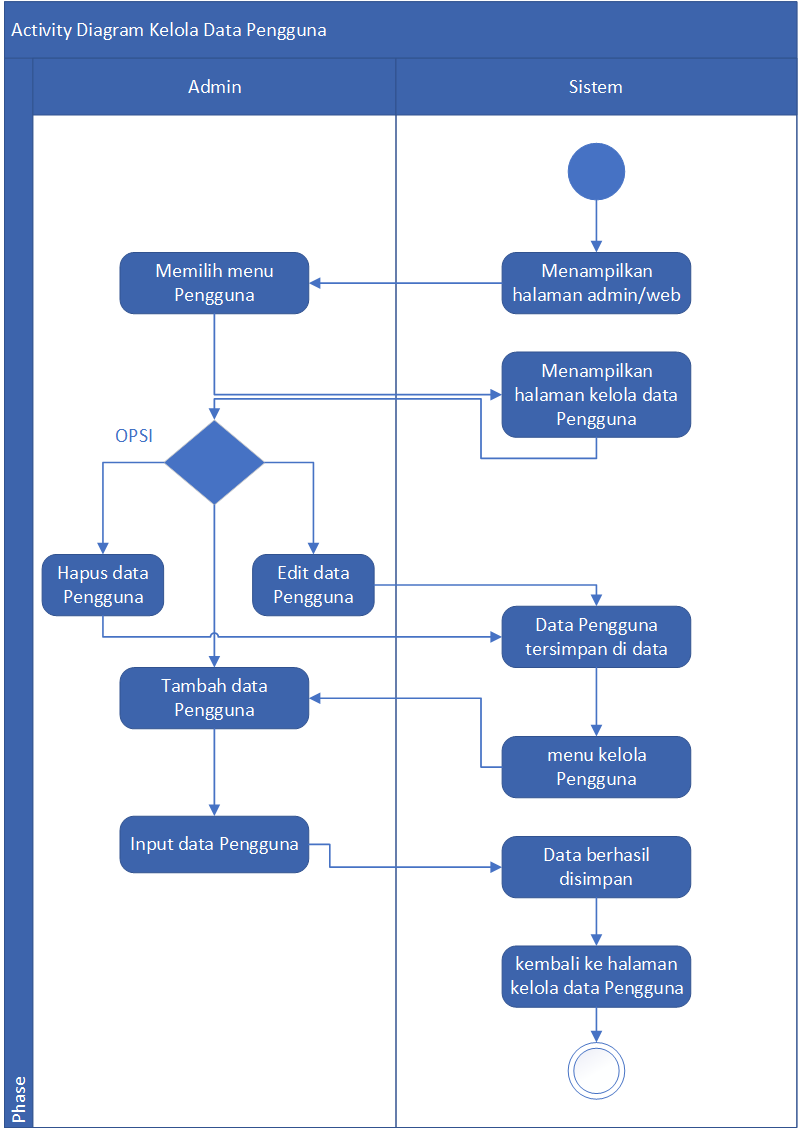 Activity Diagram Kelola Data Pengguna
Admin
Sistem
Memilih menu
Pengguna
Menampilkan
halaman admin/web
Menampilkan
halaman kelola data
Pengguna
OPSI
Hapus data
Pengguna
Edit data
Pengguna
Data Pengguna
tersimpan di data
Tambah data
Pengguna
menu kelola
Pengguna
Input data Pengguna
Data berhasil
disimpan
kembali ke halaman
kelola data Pengguna
Phase